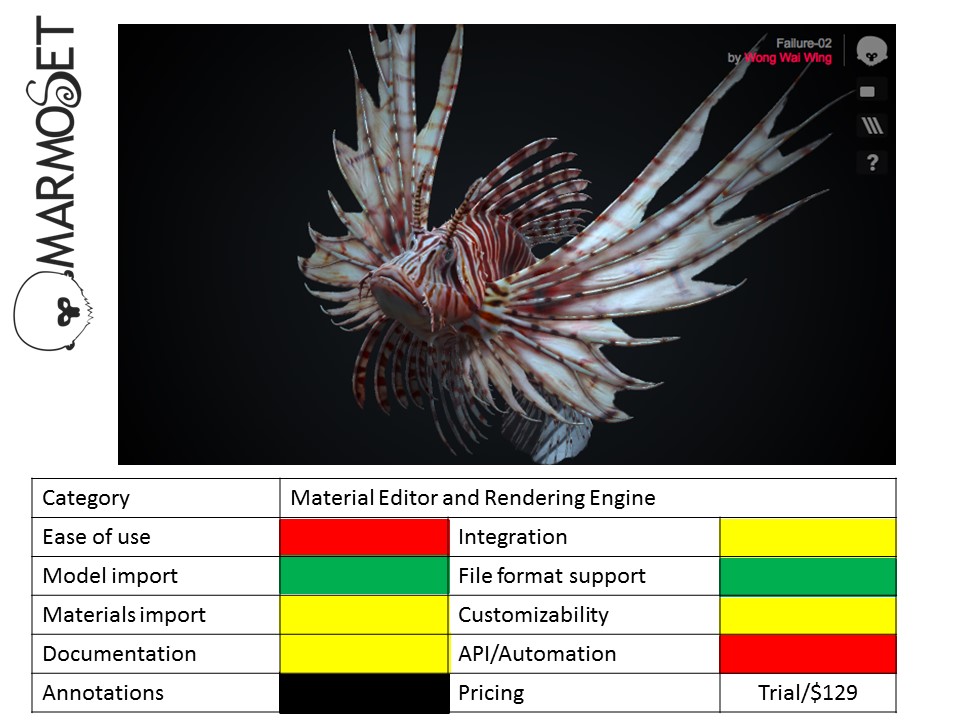 MARMOSET
Failure-02
by Wong Wai Wing
?
Category Material Editor and Rendering Engine
Ease of use Integration
Model import File format support
Materials import Customizability
Documentation API/Automation
Annotations Pricing Trial/$129